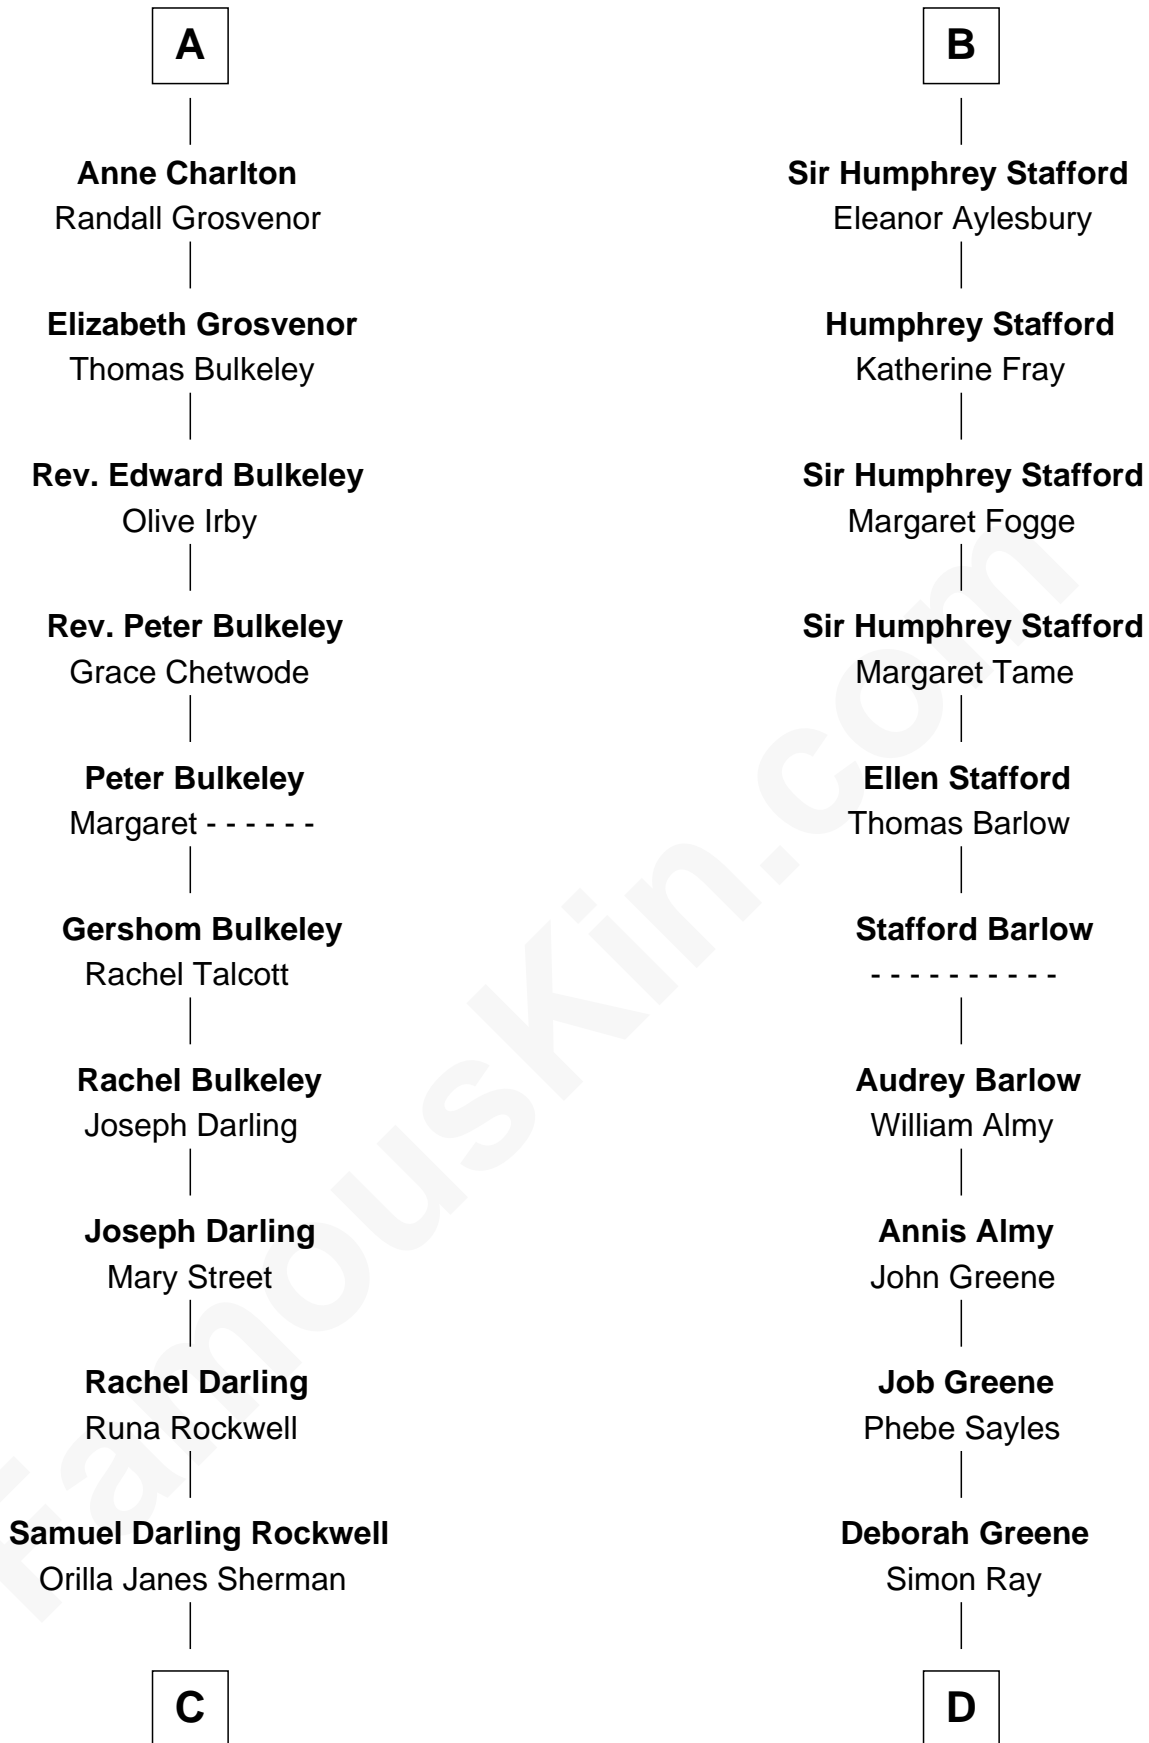 A
Anne Charlton
Randall Grosvenor
Elizabeth Grosvenor
Thomas Bulkeley
Rev. Edward Bulkeley
Olive Irby
Rev. Peter Bulkeley
Grace Chetwode
Peter Bulkeley
Margaret - - - - - -
Gershom Bulkeley
Rachel Talcott
Rachel Bulkeley
Joseph Darling
Joseph Darling
Mary Street
Rachel Darling
Runa Rockwell
Samuel Darling Rockwell
Orilla Janes Sherman
C
B
Sir Humphrey Stafford
Eleanor Aylesbury
Humphrey Stafford
Katherine Fray
Sir Humphrey Stafford
Margaret Fogge
Sir Humphrey Stafford
Margaret Tame
Ellen Stafford
Thomas Barlow
Stafford Barlow
- - - - - - - - - -
Audrey Barlow
William Almy
Annis Almy
John Greene
Job Greene
Phebe Sayles
Deborah Greene
Simon Ray
D
FamousKin.com